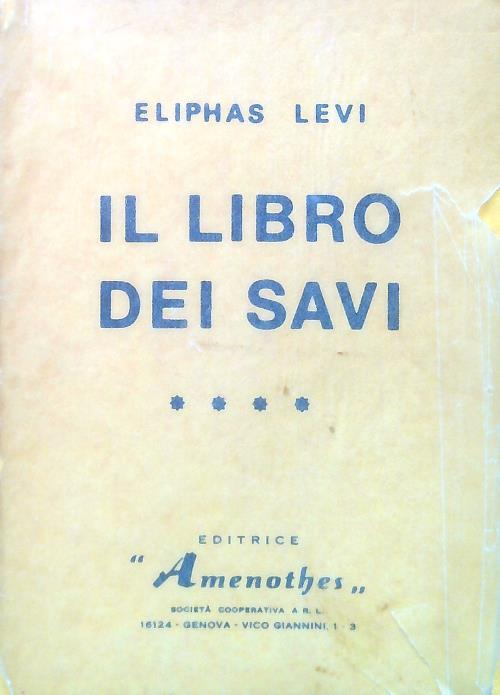 ELIPHAS LEVI
IL LIBRO
DEI SAVI
EDITRICE
"Amenothes„
SOCIETÀ COOPERATIVA A R. L.
16124 - GENOVA - VICO GIANNINI, 1 - 3